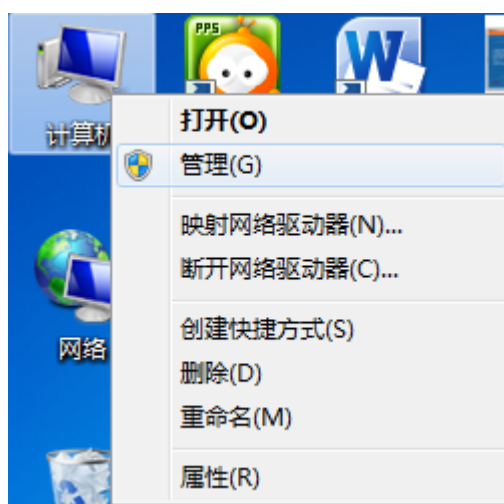 PPS
W
计算机
打开(O)
管理(G)
映射网络驱动器(N)...
断开网络驱动器(C)...
网络
创建快捷方式(S)
删除(D)
重命名(M)
属性(R)